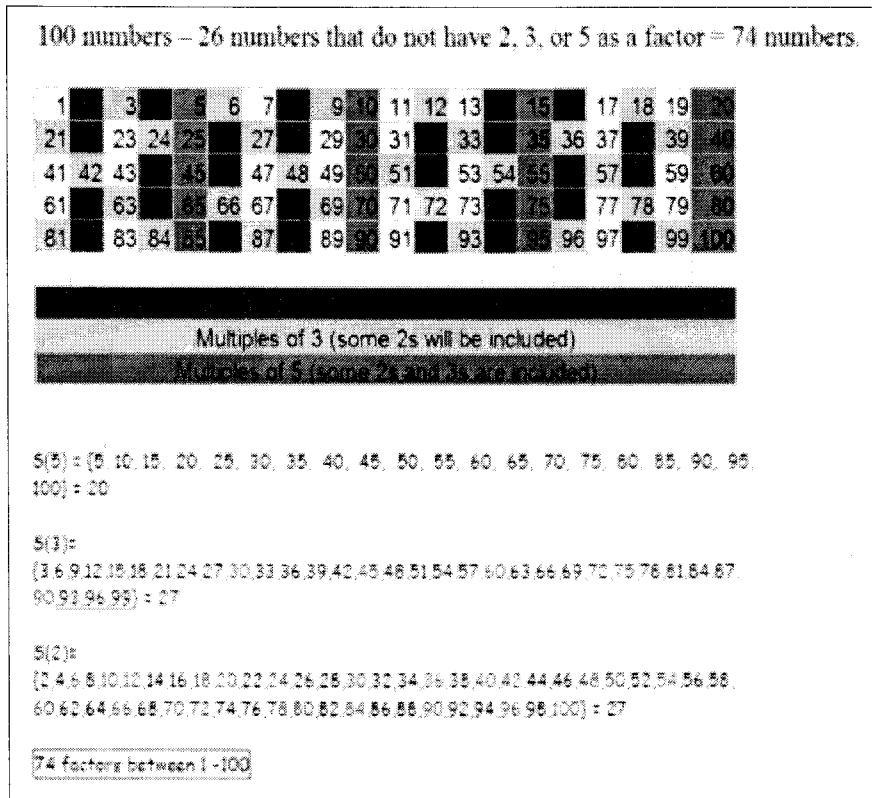 100 numbers – 26 numbers that do not have 2, 3, or 5 as a factor = 74 numbers.
1 3 5 6 7 9 10 11 12 13 15 17 18 19 20
21 23 24 25 27 29 30 31 33 35 36 37 39 40
41 42 43 45 47 48 49 50 51 53 54 55 57 59 60
61 63 65 66 67 69 70 71 72 73 75 77 78 79 80
81 83 84 85 87 89 90 91 93 95 96 97 99 100
Multiples of 3 (some 2s will be included)
Multiples of 5 (some 2s and 3s are included)
S(5) = {5, 10, 15, 20, 25, 30, 35, 40, 45, 50, 55, 60, 65, 70, 75, 80, 85, 90, 95,
100} = 20
S(3)=
{3,6,9,12,15,18,21,24,27,30,33,36,39,42,45,48,51,54,57,60,63,66,69,72,75,78,81,84,87,
90,93,96,99} = 27
S(2)=
{2,4,6,8,10,12,14,16,18,20,22,24,26,28,30,32,34,36,38,40,42,44,46,48,50,52,54,56,58,
60,62,64,66,68,70,72,74,76,78,80,82,84,86,88,90,92,94,96,98,100} = 27
74 factors between 1-100